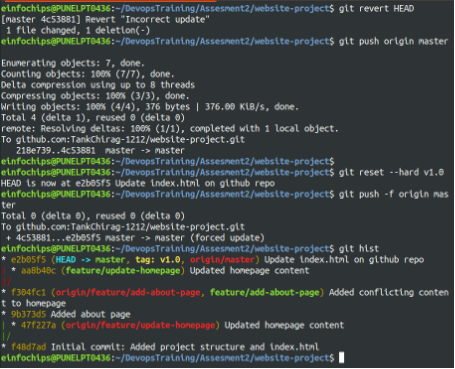 einfochips@PUNELPT0436:~/DevopsTraining/Assesment2/website-project$ git revert HEAD
[master 4c53881] Revert "Incorrect update"
1 file changed, 1 deletion(-)
einfochips@PUNELPT0436:~/DevopsTraining/Assesment2/website-project$ git push origin master
Enumerating objects: 7, done.
Counting objects: 100% (7/7), done.
Delta compression using up to 8 threads
Compressing objects: 100% (3/3), done.
Writing objects: 100% (4/4), 376 bytes | 376.00 KiB/s, done.
Total 4 (delta 1), reused 0 (delta 0)
remote: Resolving deltas: 100% (1/1), completed with 1 local object.
To github.com:TankChirag-1212/website-project.git
218e739..4c53881 master -> master
einfochips@PUNELPT0436:~/DevopsTraining/Assesment2/website-project$
einfochips@PUNELPT0436:~/DevopsTraining/Assesment2/website-project$ git reset --hard v1.0
HEAD is now at e2b05f5 Update index.html on github repo
einfochips@PUNELPT0436:~/DevopsTraining/Assesment2/website-project$ git push -f origin mas
ter
Total 0 (delta 0), reused 0 (delta 0)
To github.com:TankChirag-1212/website-project.git
+ 4c53881...e2b05f5 master -> master (forced update)
einfochips@PUNELPT0436:~/DevopsTraining/Assesment2/website-project$ git hist
* e2b05f5 (HEAD -> master, tag: v1.0, origin/master) Update index.html on github repo
| * aa8b40c (feature/update-homepage) Updated homepage content
|/
* f304fc1 (origin/feature/add-about-page, feature/add-about-page) Added conflicting conten
t to homepage
* 9b373d5 Added about page
| * 47f227a (origin/feature/update-homepage) Updated homepage content
|/
* f48d7ad Initial commit: Added project structure and index.html
einfochips@PUNELPT0436:~/DevopsTraining/Assesment2/website-project$